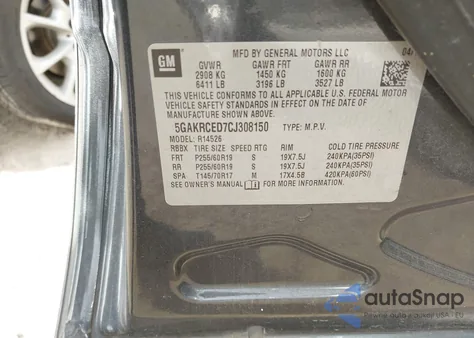 GM
MFD BY GENERAL MOTORS LLC 04/
GVWR GAWR FRT GAWR RR
2908 KG 1450 KG 1600 KG
6411 LB 3196 LB 3527 LB
THIS VEHICLE CONFORMS TO ALL APPLICABLE U.S. FEDERAL MOTOR
VEHICLE SAFETY AND THEFT PREVENTION STANDARDS IN EFFECT ON THE DATE OF
MANUFACTURE SHOWN ABOVE.
5GAKRCED7CJ308150 TYPE: M.P.V.
MODEL: R14526
RBBX TIRE SIZE SPEED RTG RIM COLD TIRE PRESSURE
FRT P255/60R19 S 19X7.5J 240KPA(35PSI)
RR P255/60R19 S 19X7.5J 240KPA(35PSI)
SPA T145/70R17 M 17X4.5B 420KPA(60PSI)
SEE OWNER'S MANUAL FOR MORE INFORMATION.
autoSnap